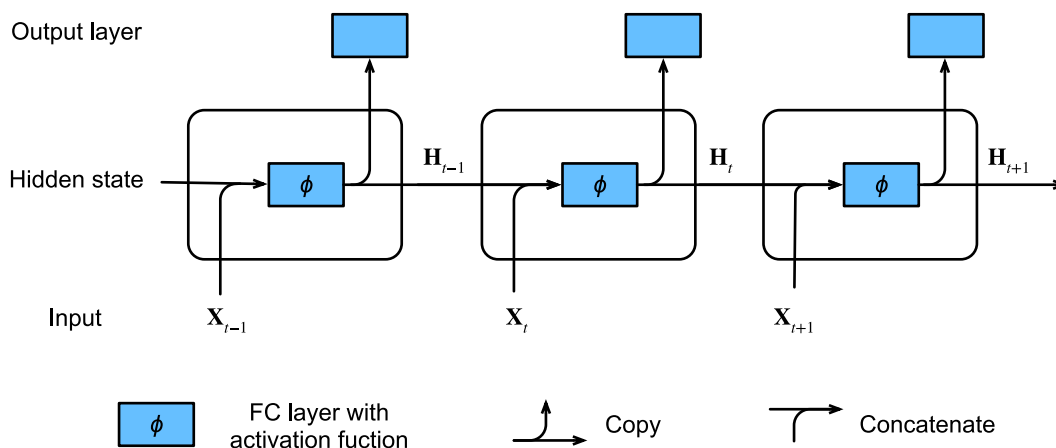 Output layer
Hidden state
ϕ
H_{t−1}
ϕ
H_t
ϕ
H_{t+1}
Input
X_{t−1}
X_t
X_{t+1}
ϕ
FC layer with
activation fuction
Copy
Concatenate